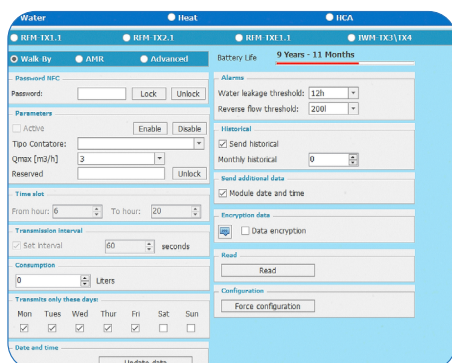 Water Heat HCA
RFM-TX1.1 RFM-TX2.1 RFM-TXE1.1 IWM-TX3\TX4
Walk By AMR Advanced
Battery Life 9 Years - 11 Months
Password NFC
Password: Lock Unlock
Parameters
Active Enable Disable
Tipo Contatore:
Qmax [m3/h] 3
Reserved Unlock
Time slot
From hour: 6 To hour: 20
Transmission interval
Set interval 60 seconds
Consumption
0 Liters
Transmits only these days:
Mon Tues Wed Thur Fri Sat Sun
Date and time
Update date
Alarms
Water leakage threshold: 12h
Reverse flow threshold: 200l
Historical
Send historical
Monthly historical 0
Send additional data
Module date and time
Encryption data
Data encryption
Read
Read
Configuration
Force configuration